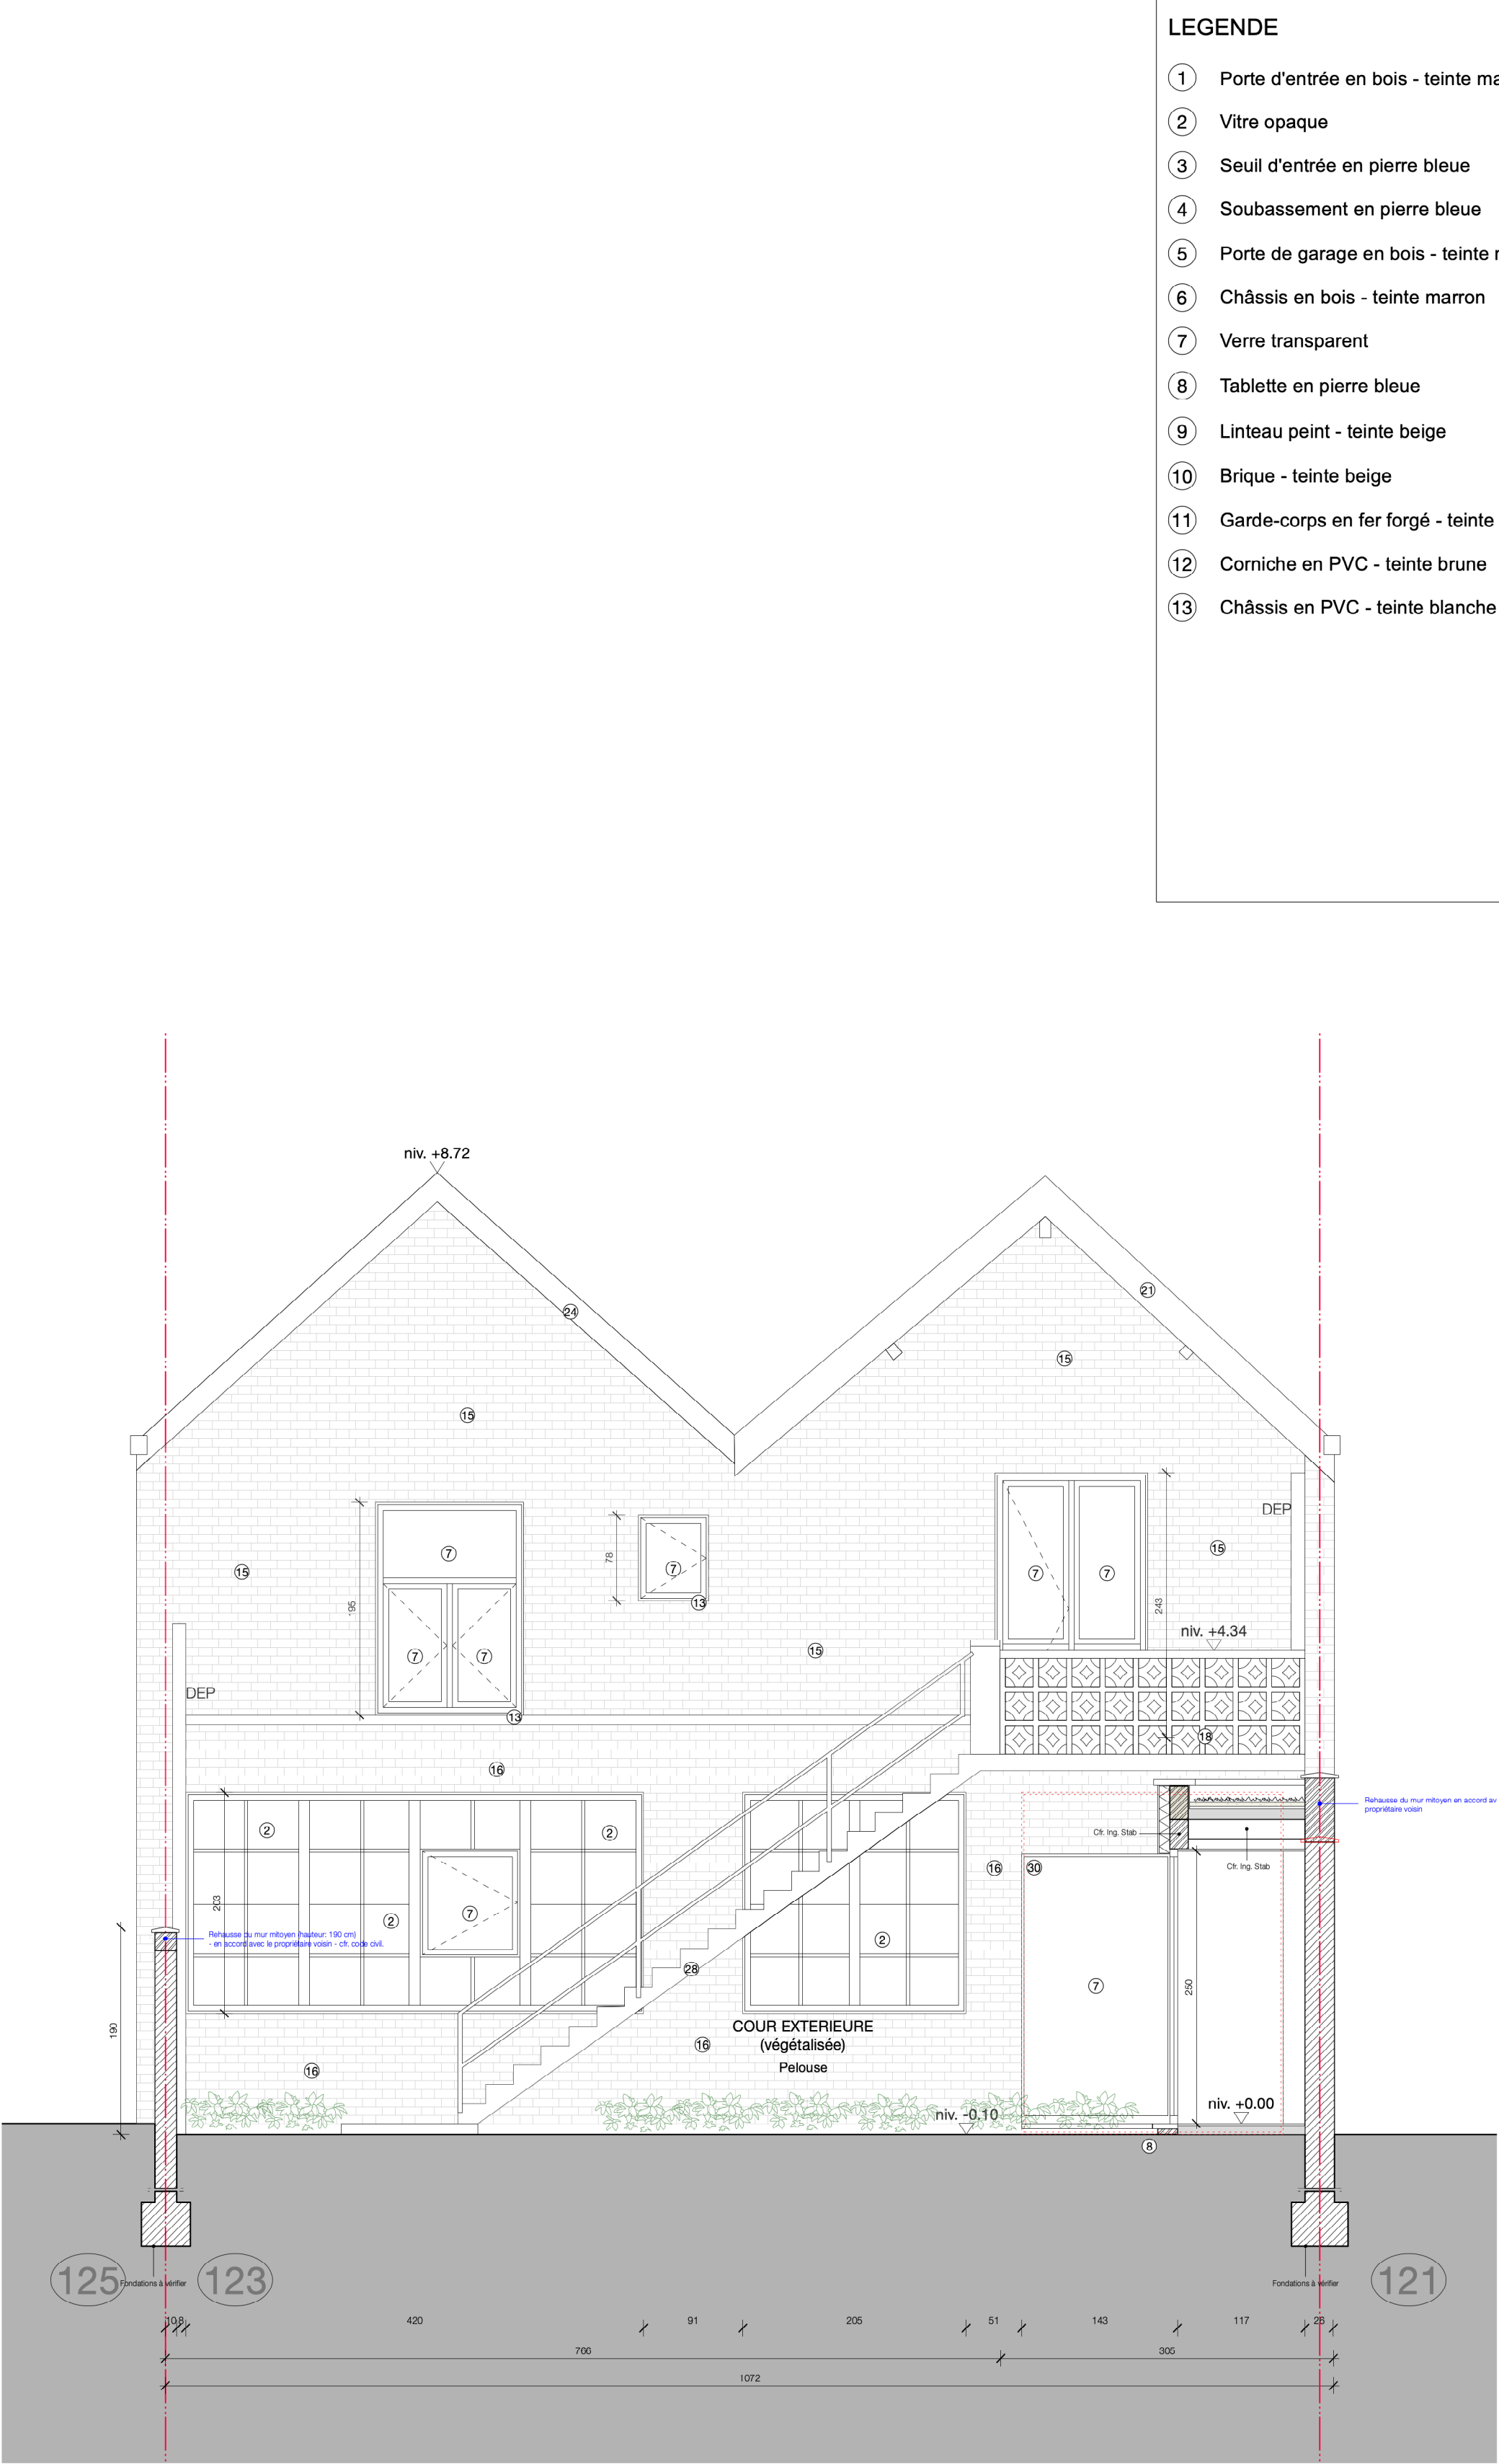 LEGENDE
1 Porte d'entrée en bois - teinte
2 Vitre opaque
3 Seuil d'entrée en pierre bleue
4 Soubassement en pierre bleue
5 Porte de garage en bois - teinte
6 Châssis en bois - teinte marron
7 Verre transparent
8 Tablette en pierre bleue
9 Linteau peint - teinte beige
10 Brique - teinte beige
11 Garde-corps en fer forgé - teinte
12 Corniche en PVC - teinte brune
13 Châssis en PVC - teinte blanche
niv. +8.72
21
24
15
15
DEP
15
7
78
7
7
7
15
195
13
243
niv. +4.34
15
7
7
DEP
13
18
16
Rehausse du mur mitoyen en accord
propriétaire voisin
2
2
Cfr. Ing. Stab
Cfr. Ing. Stab
16
30
203
7
2
2
Rehausse du mur mitoyen (hauteur: 190 cm)
- en accord avec le propriétaire voisin - cfr. code civil.
28
7
250
190
COUR EXTERIEURE
(végétalisée)
16
Pelouse
16
niv. +0.00
niv. -0.10
8
125
Fondations à vérifier
123
Fondations à vérifier
121
10
8
420
91
205
51
143
117
26
766
305
1072